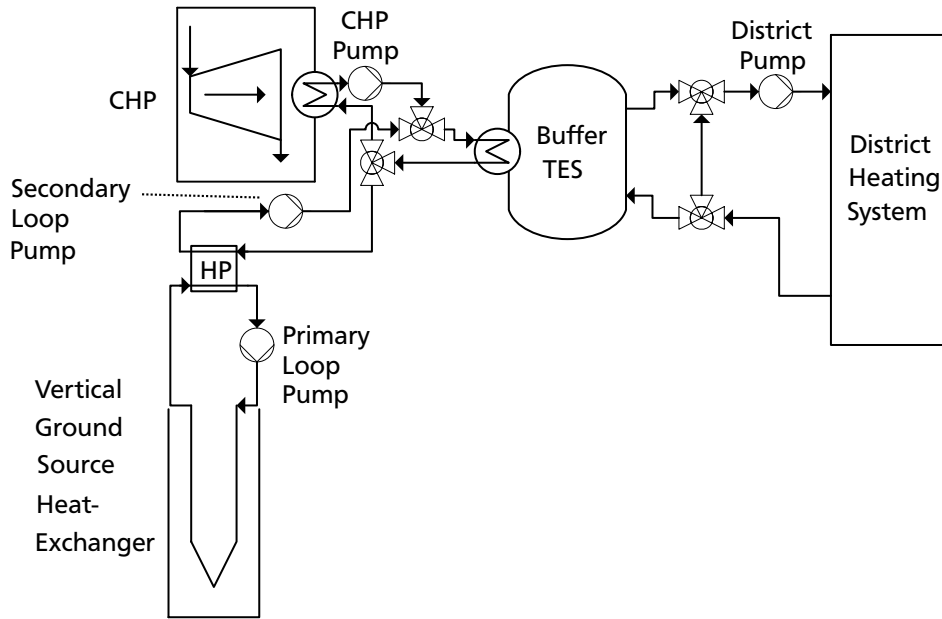 CHP
Pump
District
Pump
CHP
Buffer
TES
District
Heating
System
Secondary
Loop
Pump
HP
Primary
Loop
Pump
Vertical
Ground
Source
Heat-
Exchanger